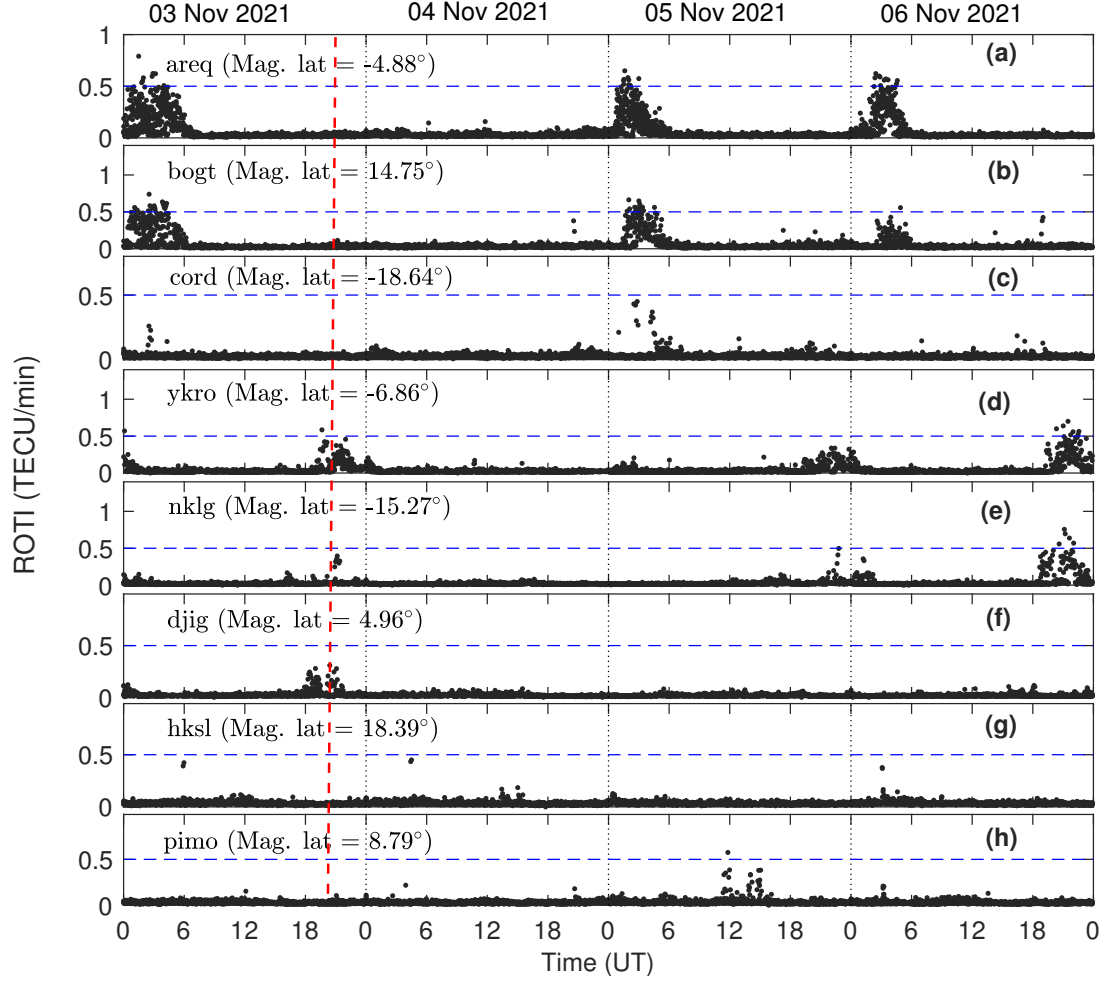 03 Nov 2021 04 Nov 2021 05 Nov 2021 06 Nov 2021
ROTI (TECU/min)
1
0.5
0
areq (Mag. lat = -4.88°) (a)
1
0.5
0
bogt (Mag. lat = 14.75°) (b)
0.5
0
cord (Mag. lat = -18.64°) (c)
1
0.5
0
ykro (Mag. lat = -6.86°) (d)
1
0.5
0
nklg (Mag. lat = -15.27°) (e)
0.5
0
djig (Mag. lat = 4.96°) (f)
0.5
0
hksl (Mag. lat = 18.39°) (g)
0.5
0
pimo (Mag. lat = 8.79°) (h)
0 6 12 18 0 6 12 18 0 6 12 18 0 6 12 18 0
Time (UT)